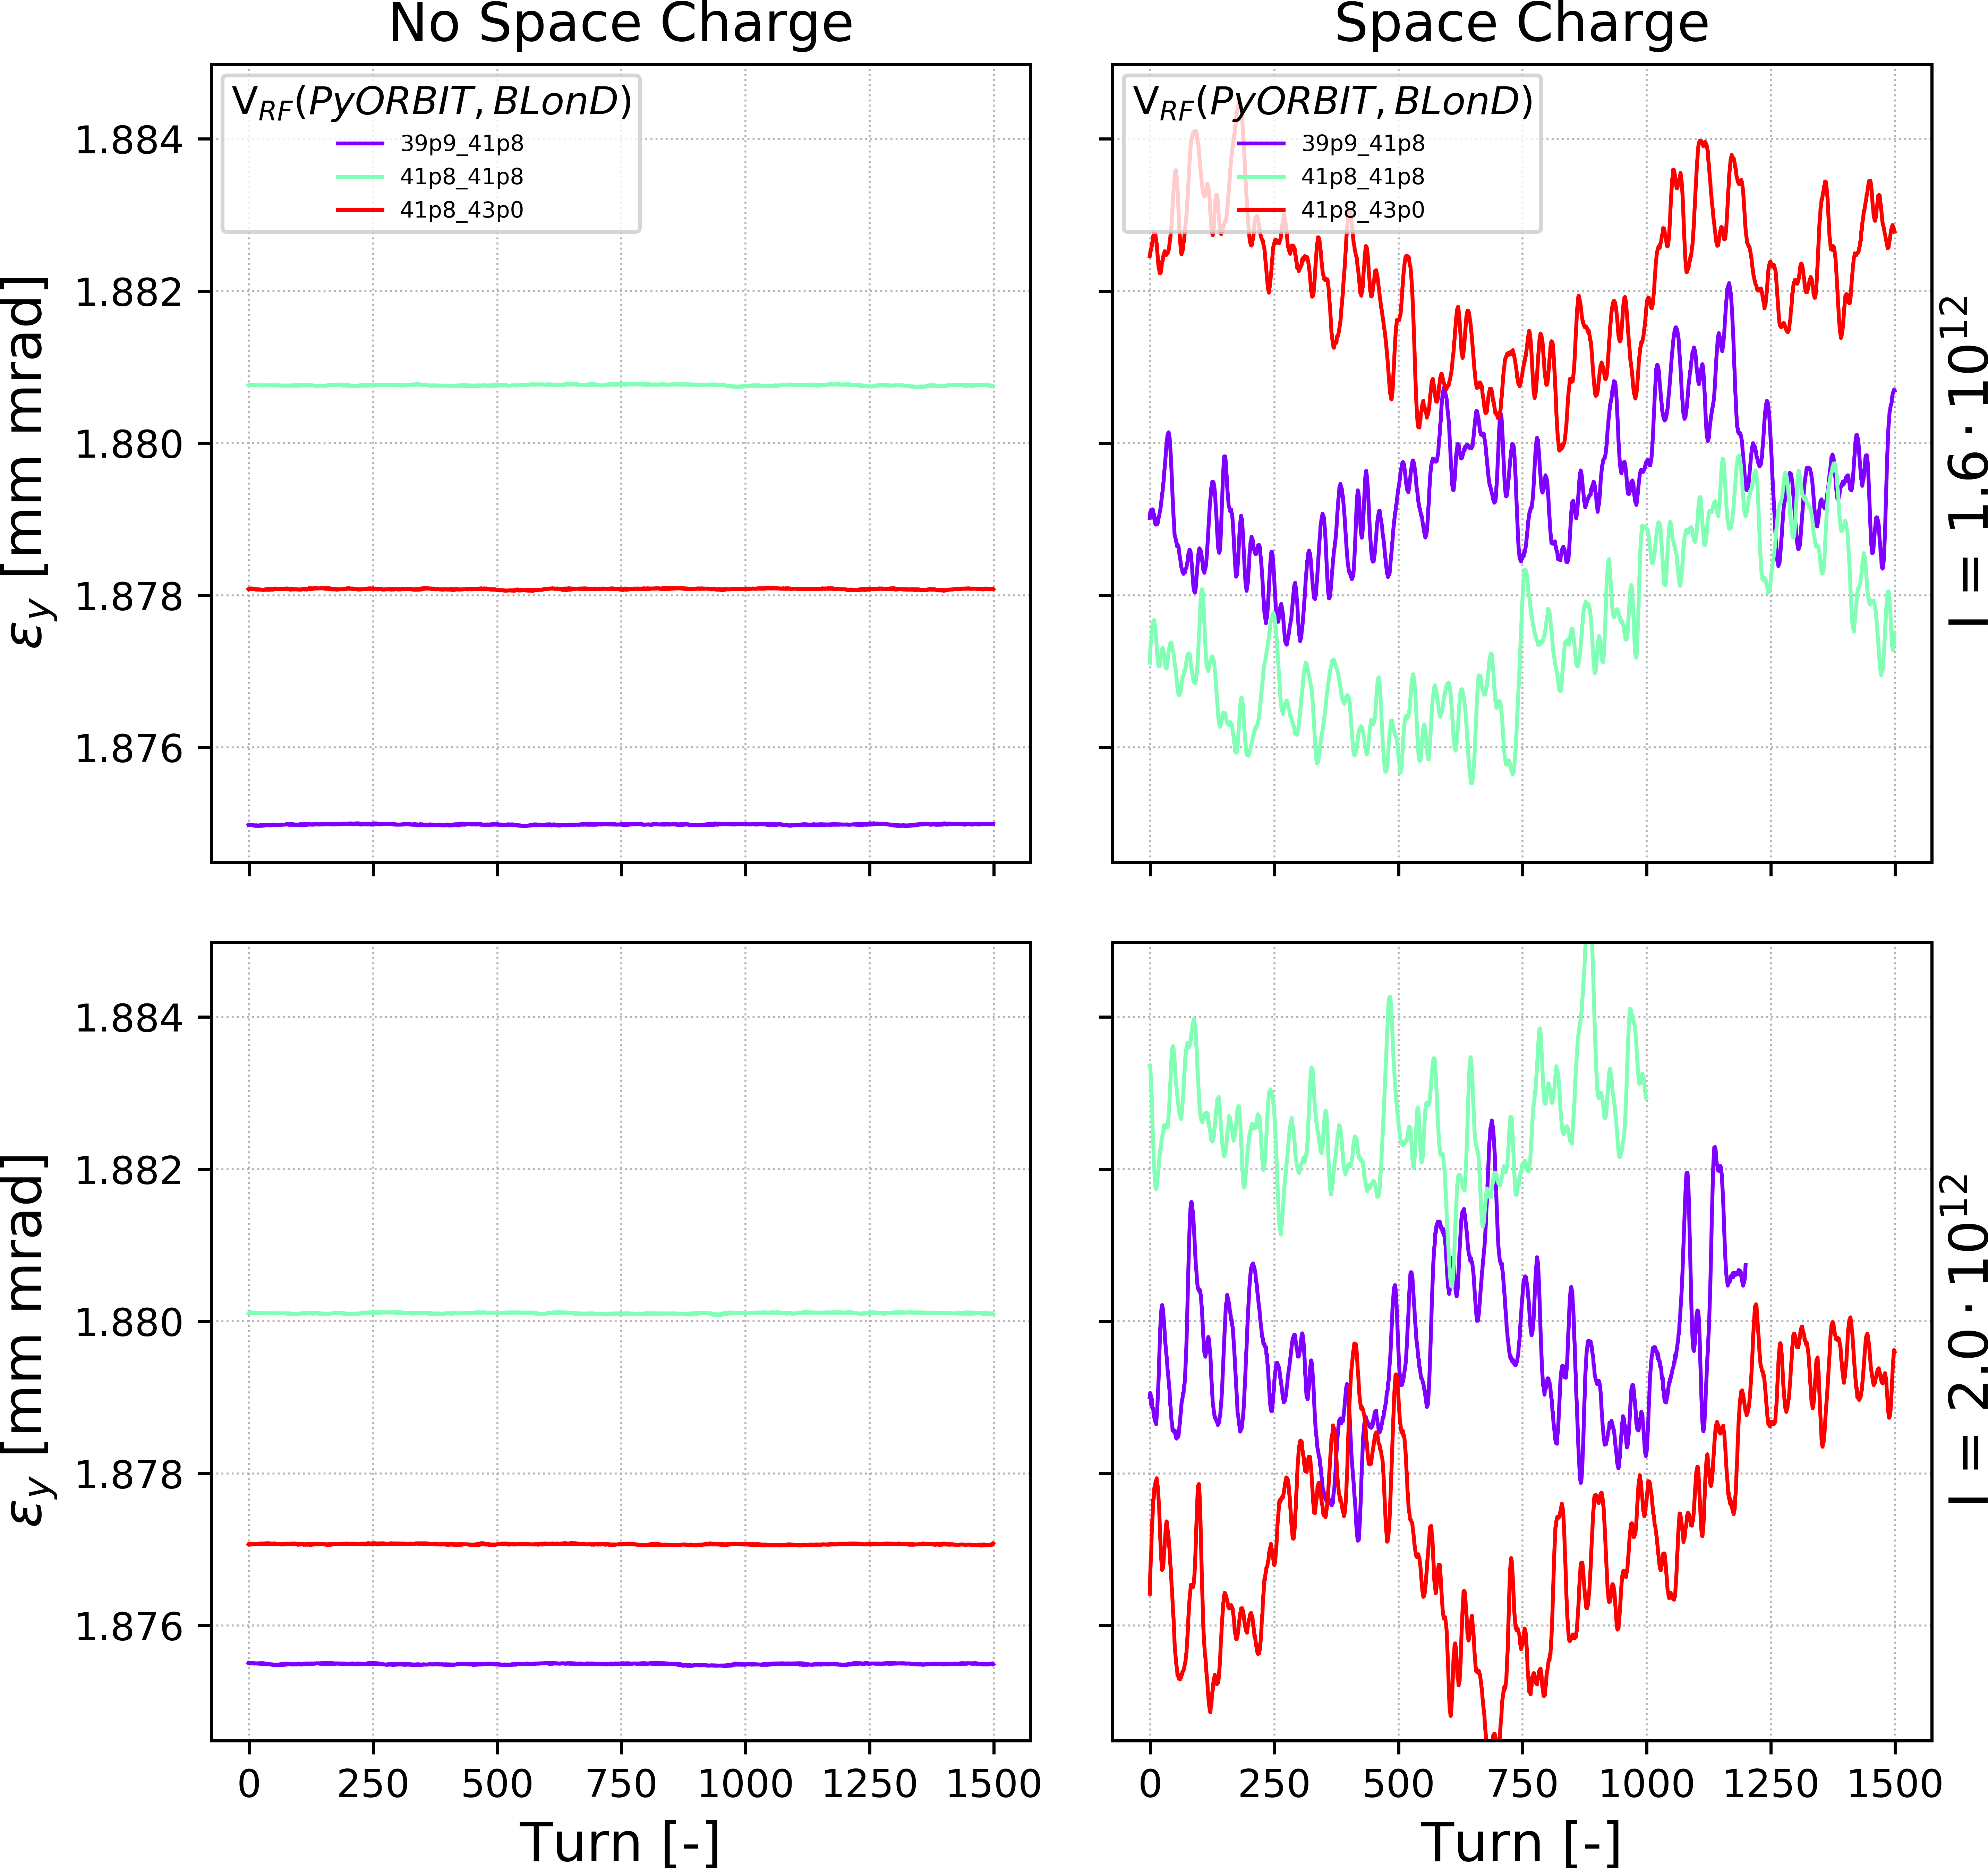 No Space Charge
Space Charge
V_RF(PyORBIT, BLonD)
39p9_41p8
41p8_41p8
41p8_43p0
V_RF(PyORBIT, BLonD)
39p9_41p8
41p8_41p8
41p8_43p0
1.884
1.882
1.880
1.878
1.876
ε_y [mm mrad]
I = 1.6 · 10^12
1.884
1.882
1.880
1.878
1.876
ε_y [mm mrad]
I = 2.0 · 10^12
0 250 500 750 1000 1250 1500
0 250 500 750 1000 1250 1500
Turn [-]
Turn [-]